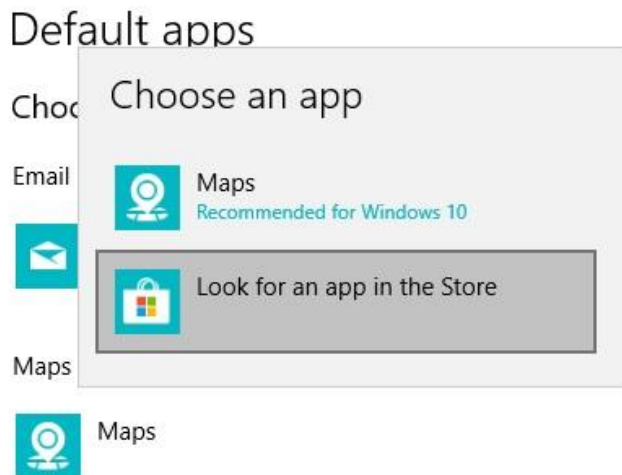 Default apps
Choose an app
Maps
Recommended for Windows 10
Look for an app in the Store
Email
Maps
Maps